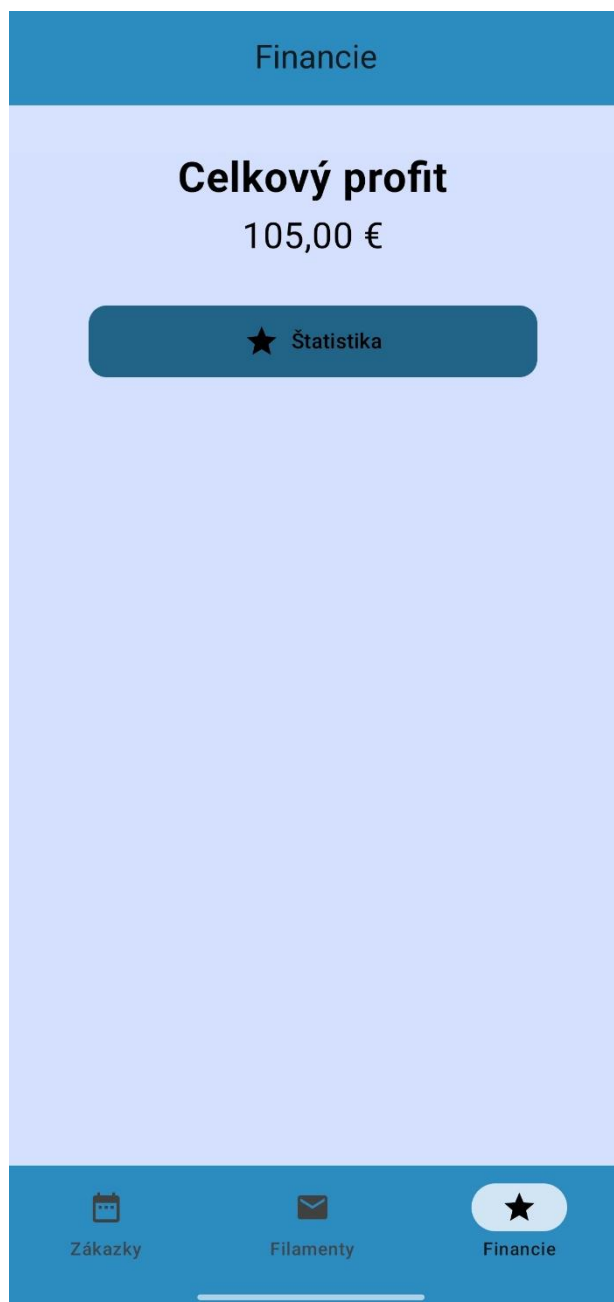 Financie
Celkový profit
105,00 €
Štatistika
Zákazky
Filamenty
Financie